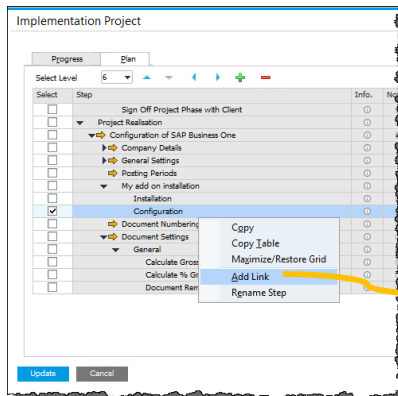 Implementation Project
Progress
Plan
Select Level
6
Select Step Info.
Sign Off Project Phase with Client
Project Realisation
Configuration of SAP Business One
Company Details
General Settings
Posting Periods
My add on installation
Installation
Configuration
Document Numbering
Document Settings
General
Calculate Gross
Calculate % Gr
Document Rem
Copy
Copy Table
Maximize/Restore Grid
Add Link
Rename Step
Update
Cancel